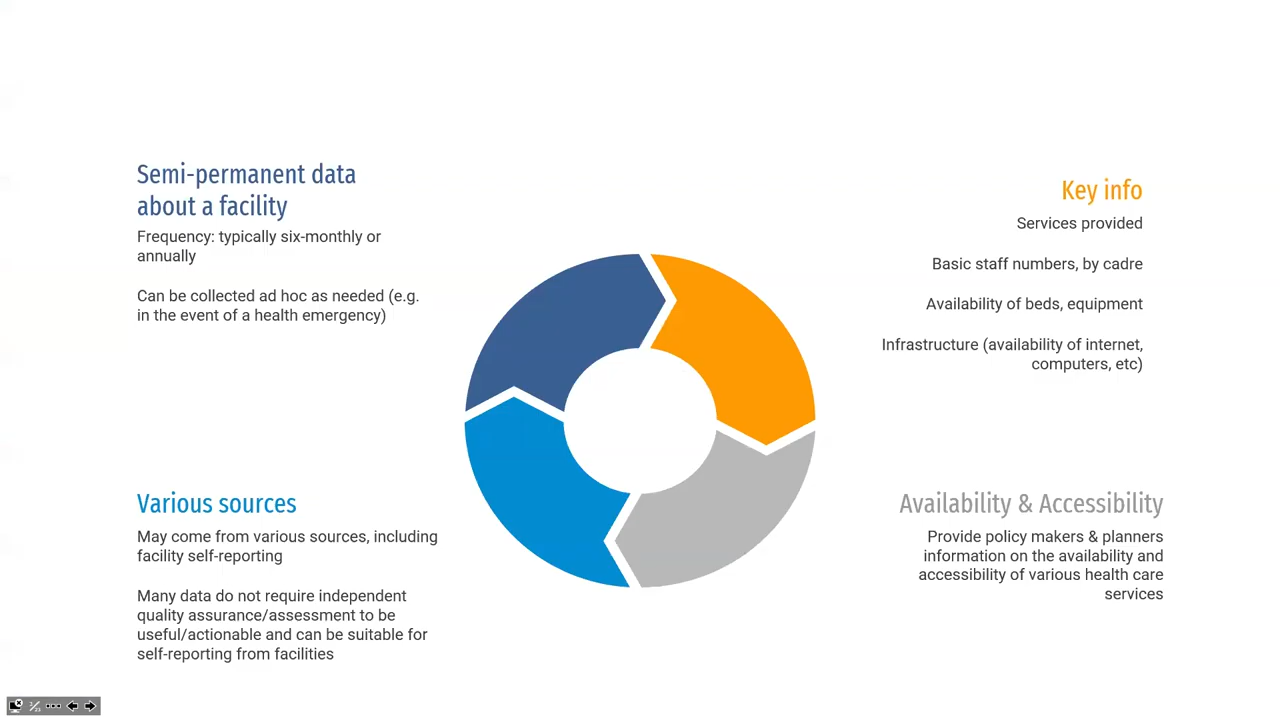 Semi-permanent data
about a facility
Frequency: typically six-monthly or
annually
Can be collected ad hoc as needed (e.g.
in the event of a health emergency)
Key info
Services provided
Basic staff numbers, by cadre
Availability of beds, equipment
Infrastructure (availability of internet,
computers, etc)
Various sources
May come from various sources, including
facility self-reporting
Many data do not require independent
quality assurance/assessment to be
useful/actionable and can be suitable for
self-reporting from facilities
Availability & Accessibility
Provide policy makers & planners
information on the availability and
accessibility of various health care
services